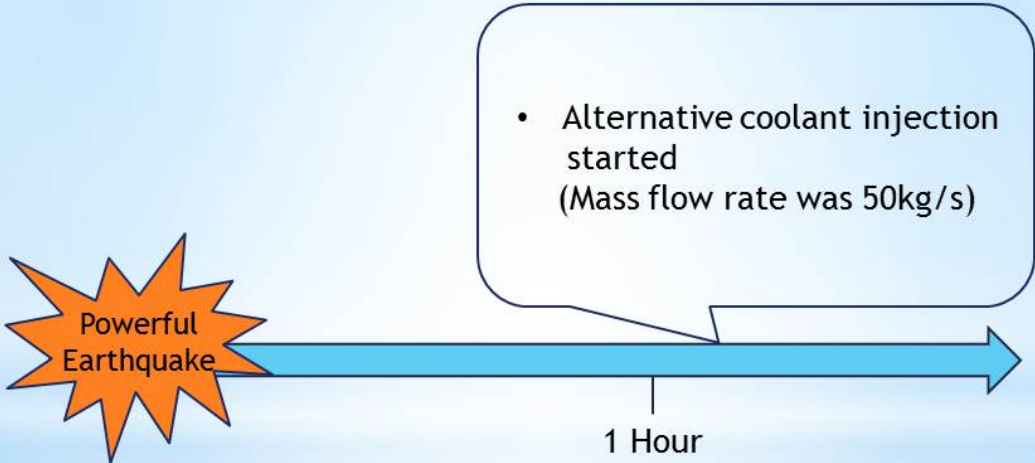 • Alternative coolant injection
started
(Mass flow rate was 50kg/s)
Powerful
Earthquake
1 Hour